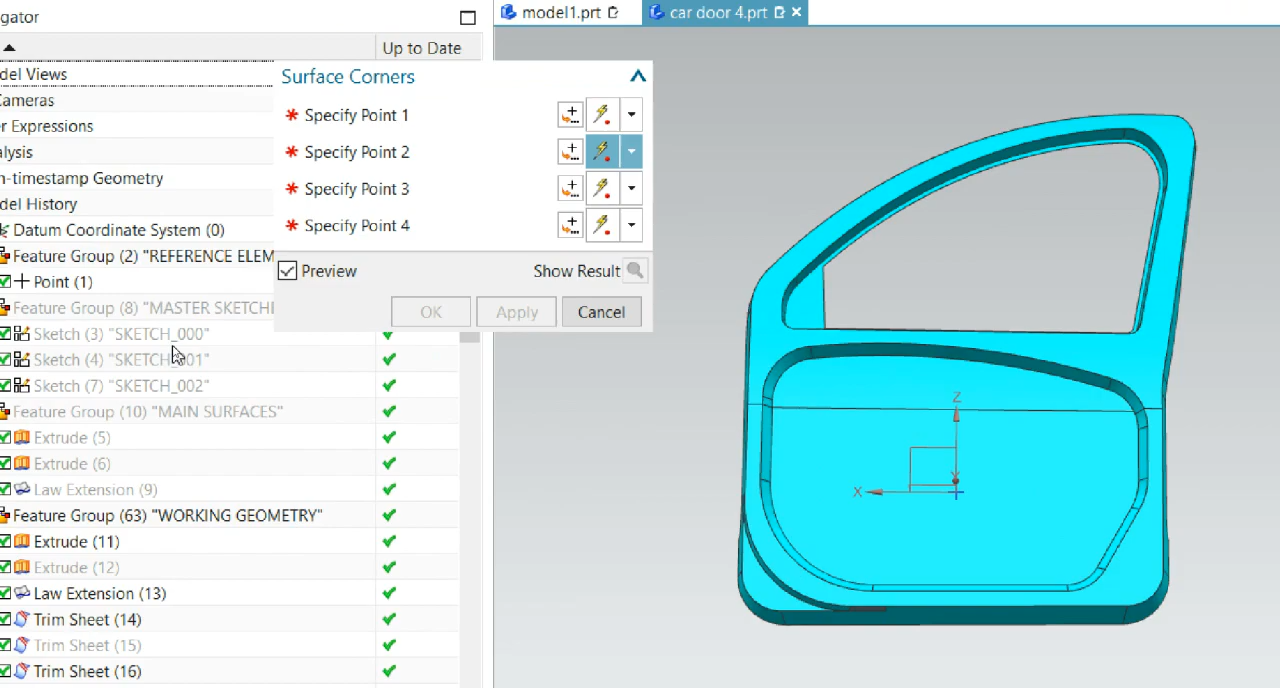 gator
model1.prt
car door 4.prt
Up to Date
del Views
Cameras
r Expressions
alysis
n-timestamp Geometry
del History
Datum Coordinate System (0)
Feature Group (2) "REFERENCE ELEM
Point (1)
Feature Group (8) "MASTER SKETCHI
Sketch (3) "SKETCH_000"
Sketch (4) "SKETCH_001"
Sketch (7) "SKETCH_002"
Feature Group (10) "MAIN SURFACES"
Extrude (5)
Extrude (6)
Law Extension (9)
Feature Group (63) "WORKING GEOMETRY"
Extrude (11)
Extrude (12)
Law Extension (13)
Trim Sheet (14)
Trim Sheet (15)
Trim Sheet (16)
Surface Corners
* Specify Point 1
* Specify Point 2
* Specify Point 3
* Specify Point 4
Preview
Show Result
OK
Apply
Cancel
Z
Y
X